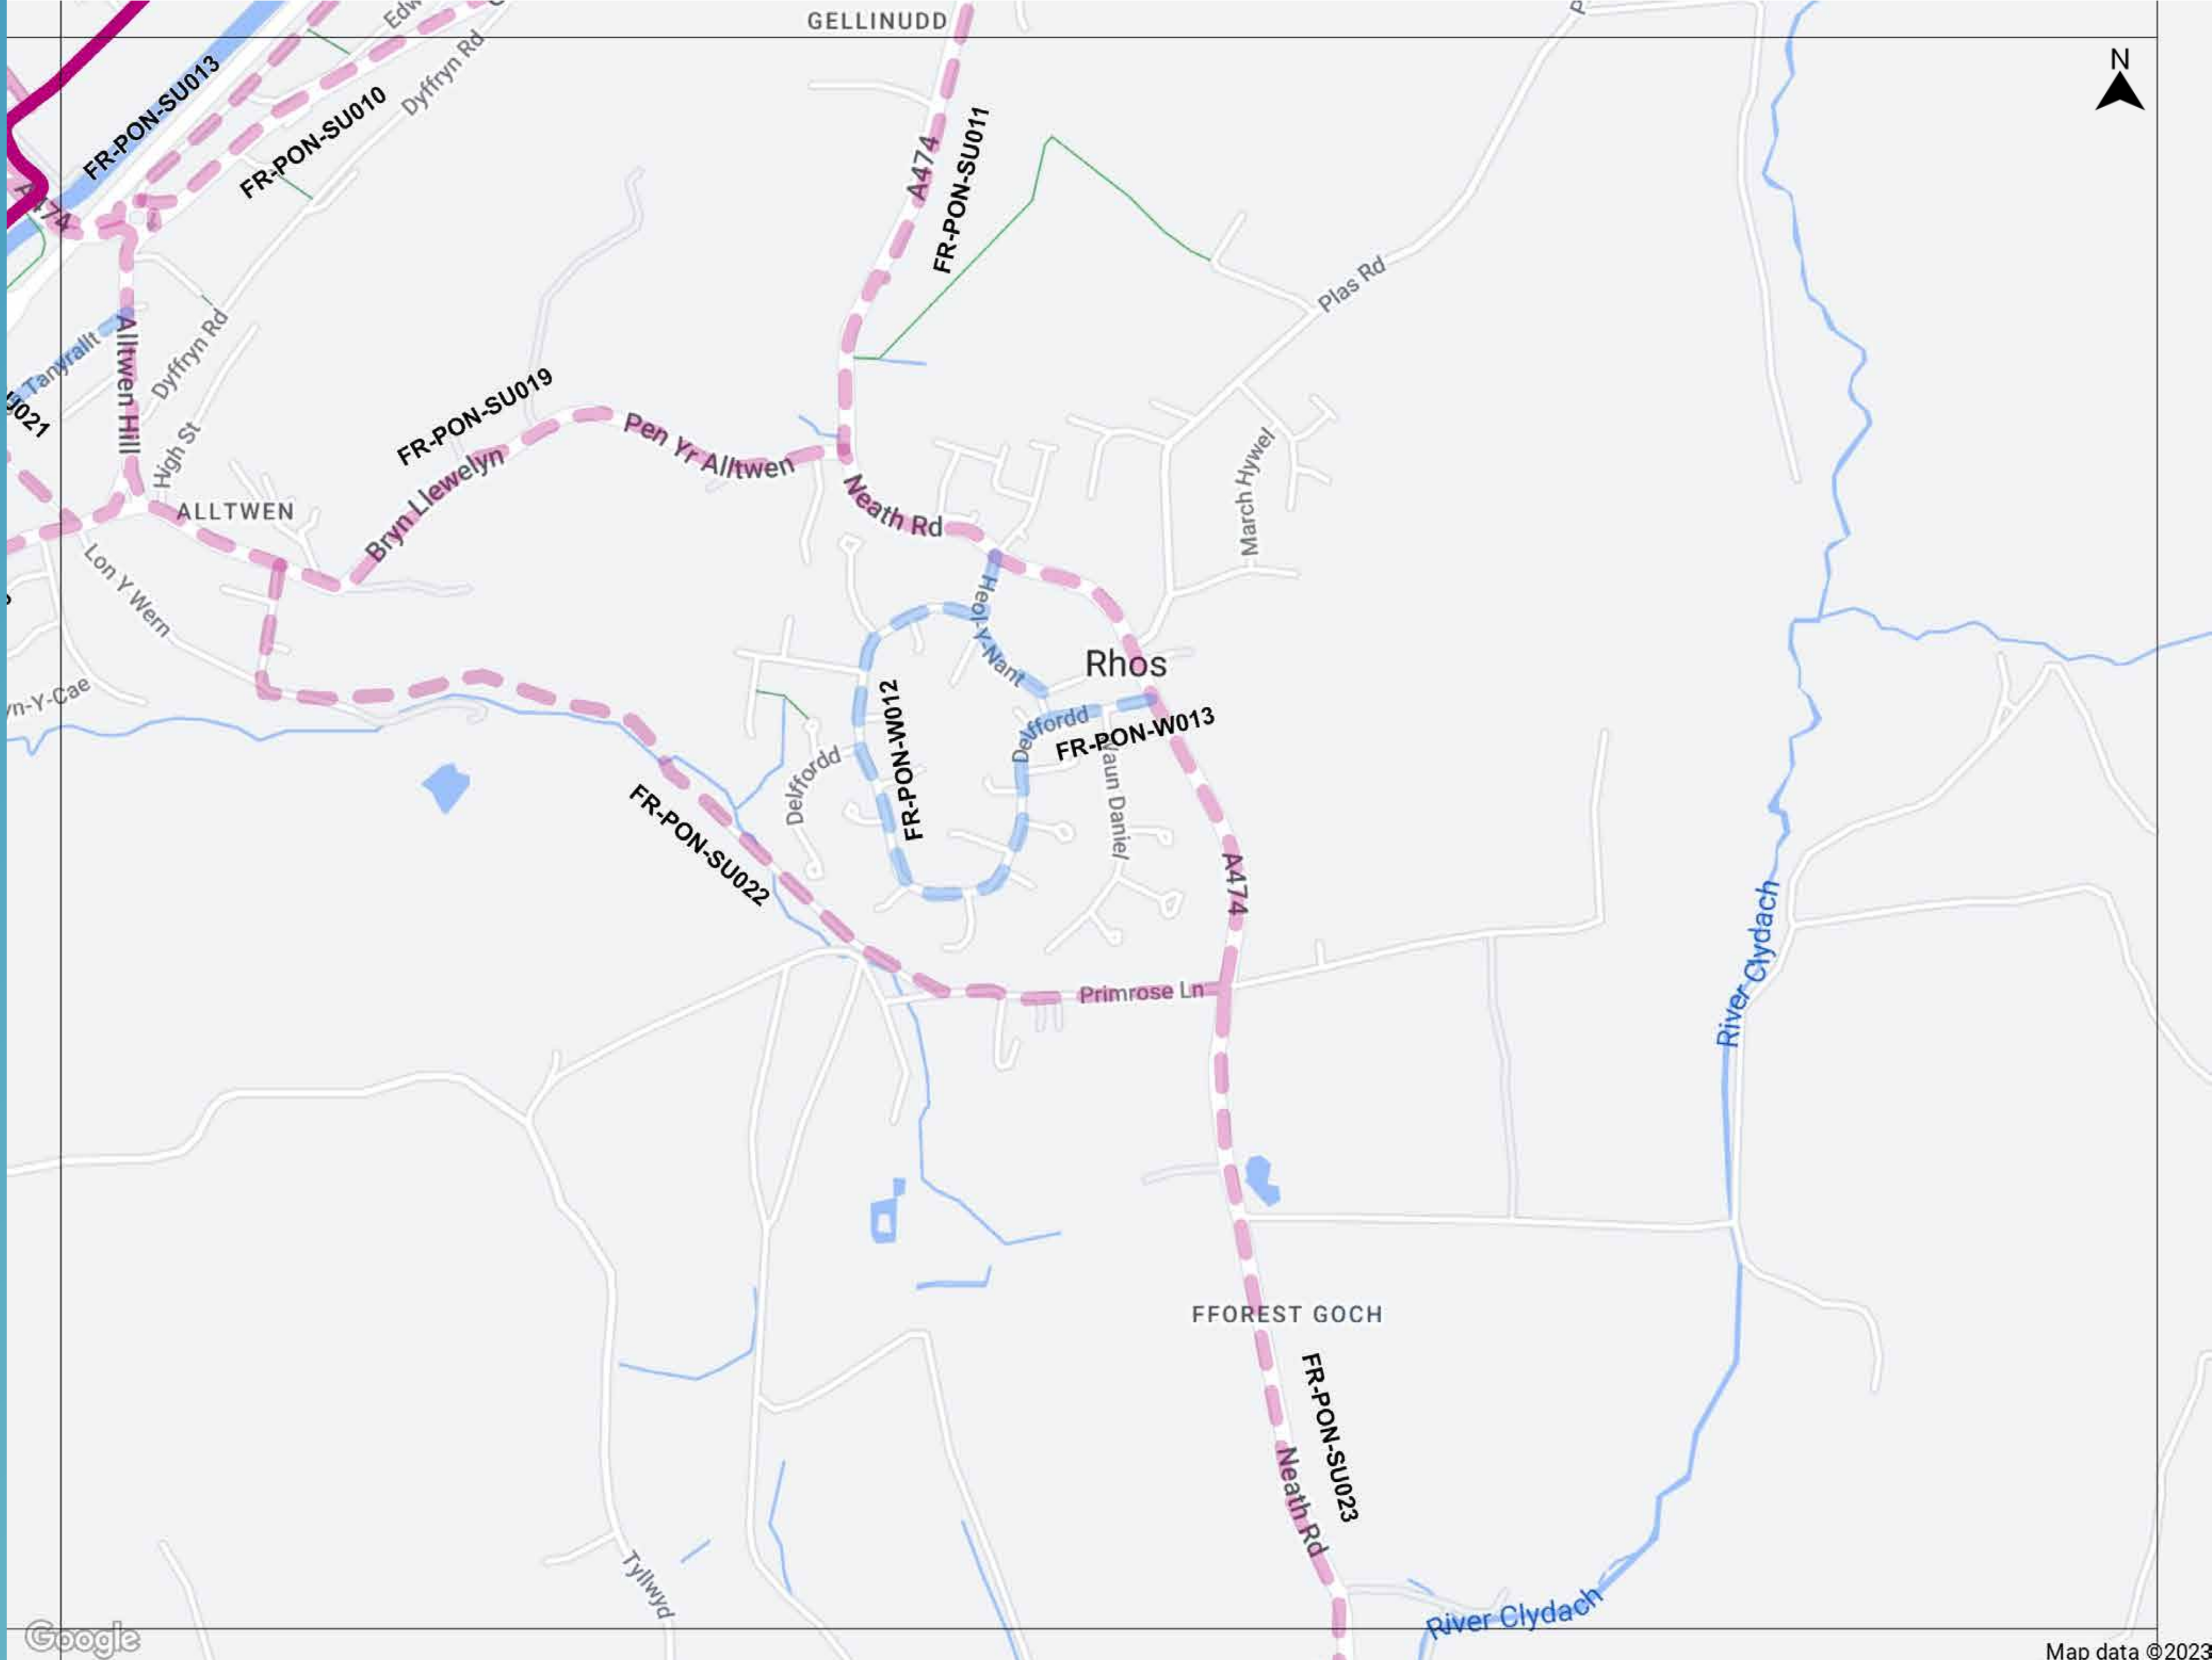 GELLINUDD
Dyffryn Rd
N
FR-PON-SU013
FR-PON-SU010
A474
FR-PON-SU011
A474
Plas Rd
Tanyrallt
Alltwen Hill
Dyffryn Rd
FR-PON-SU019
High St
Pen Yr Alltwen
Bryn Llewelyn
ALLTWEN
Neath Rd
March Hywel
Lon Y Wern
Heol-Y-Nant
Rhos
FR-PON-W012
Delffordd
FR-PON-W013
Delffordd
Waun Daniel
FR-PON-SU022
A474
River Clydach
Primrose Ln
FFOREST GOCH
FR-PON-SU023
Neath Rd
Tyllwyd
River Clydach
Google
Map data ©2023